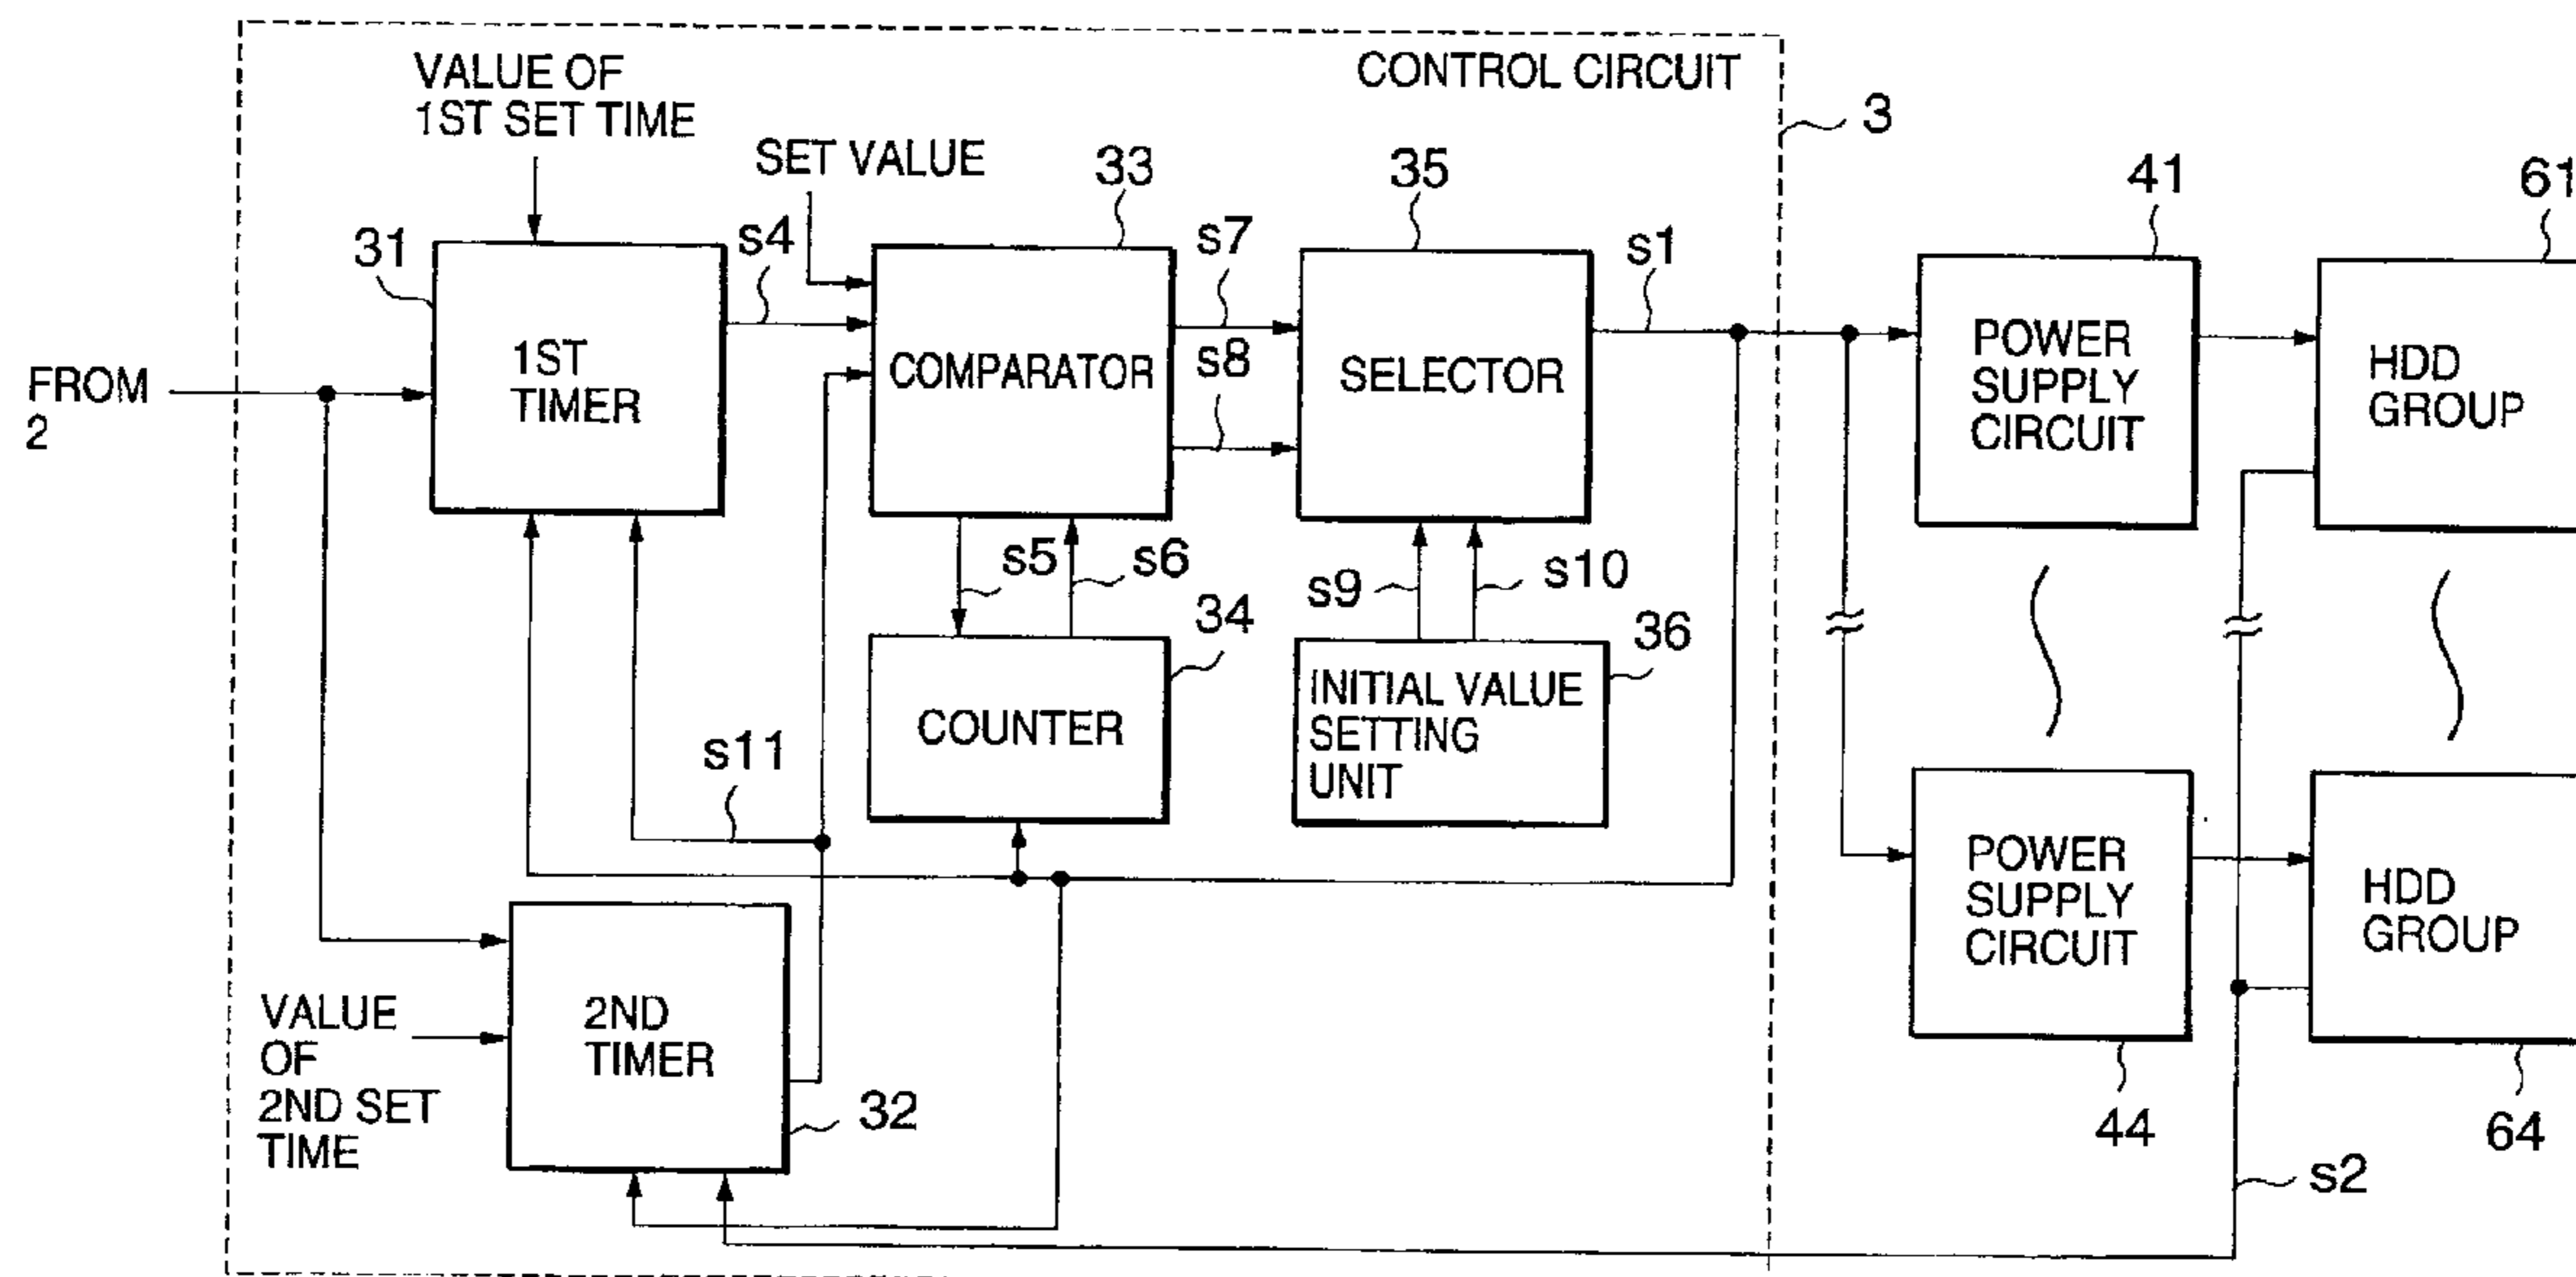 VALUE OF
1ST SET TIME
CONTROL CIRCUIT
3
SET VALUE
33
35
41
61
31
s4
s7
s1
FROM
2
1ST
TIMER
COMPARATOR
s8
SELECTOR
POWER
SUPPLY
CIRCUIT
HDD
GROUP
s5
s6
s9
s10
34
36
COUNTER
INITIAL VALUE
SETTING
UNIT
s11
POWER
SUPPLY
CIRCUIT
HDD
GROUP
VALUE
OF
2ND SET
TIME
2ND
TIMER
32
44
64
s2